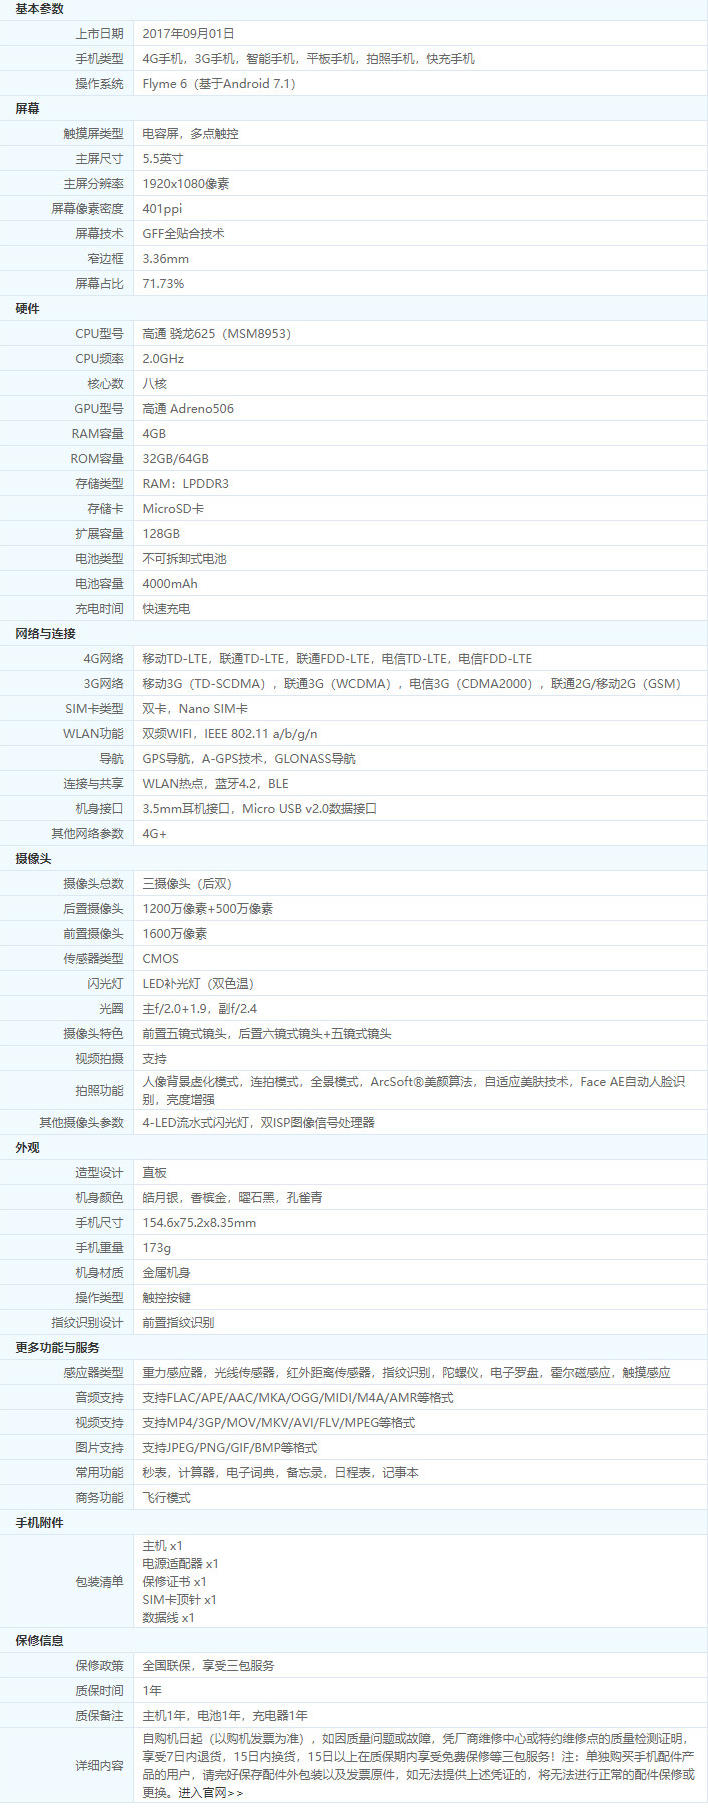 基本参数
上市日期 2017年09月01日
手机类型 4G手机，3G手机，智能手机，平板手机，拍照手机，快充手机
操作系统 Flyme 6（基于Android 7.1）
屏幕
触摸屏类型 电容屏，多点触控
主屏尺寸 5.5英寸
主屏分辨率 1920x1080像素
屏幕像素密度 401ppi
屏幕技术 GFF全贴合技术
窄边框 3.36mm
屏幕占比 71.73%
硬件
CPU型号 高通 骁龙625（MSM8953）
CPU频率 2.0GHz
核心数 八核
GPU型号 高通 Adreno506
RAM容量 4GB
ROM容量 32GB/64GB
存储类型 RAM：LPDDR3
存储卡 MicroSD卡
扩展容量 128GB
电池类型 不可拆卸式电池
电池容量 4000mAh
充电时间 快速充电
网络与连接
4G网络 移动TD-LTE，联通TD-LTE，联通FDD-LTE，电信TD-LTE，电信FDD-LTE
3G网络 移动3G（TD-SCDMA），联通3G（WCDMA），电信3G（CDMA2000），联通2G/移动2G（GSM）
SIM卡类型 双卡，Nano SIM卡
WLAN功能 双频WIFI，IEEE 802.11 a/b/g/n
导航 GPS导航，A-GPS技术，GLONASS导航
连接与共享 WLAN热点，蓝牙4.2，BLE
机身接口 3.5mm耳机接口，Micro USB v2.0数据接口
其他网络参数 4G+
摄像头
摄像头总数 三摄像头（后双）
后置摄像头 1200万像素+500万像素
前置摄像头 1600万像素
传感器类型 CMOS
闪光灯 LED补光灯（双色温）
光圈 主f/2.0+1.9，副f/2.4
摄像头特色 前置五镜式镜头，后置六镜式镜头+五镜式镜头
视频拍摄 支持
拍照功能 人像背景虚化模式，连拍模式，全景模式，ArcSoft®美颜算法，自适应美肤技术，Face AE自动人脸识
别，亮度增强
其他摄像头参数 4-LED流水式闪光灯，双ISP图像信号处理器
外观
造型设计 直板
机身颜色 皓月银，香槟金，曜石黑，孔雀青
手机尺寸 154.6x75.2x8.35mm
手机重量 173g
机身材质 金属机身
操作类型 触控按键
指纹识别设计 前置指纹识别
更多功能与服务
感应器类型 重力感应器，光线传感器，红外距离传感器，指纹识别，陀螺仪，电子罗盘，霍尔磁感应，触摸感应
音频支持 支持FLAC/APE/AAC/MKA/OGG/MIDI/M4A/AMR等格式
视频支持 支持MP4/3GP/MOV/MKV/AVI/FLV/MPEG等格式
图片支持 支持JPEG/PNG/GIF/BMP等格式
常用功能 秒表，计算器，电子词典，备忘录，日程表，记事本
商务功能 飞行模式
手机附件
包装清单 主机 x1
电源适配器 x1
保修证书 x1
SIM卡顶针 x1
数据线 x1
保修信息
保修政策 全国联保，享受三包服务
质保时间 1年
质保备注 主机1年，电池1年，充电器1年
详细内容 自购机日起（以购机发票为准），如因质量问题或故障，凭厂商维修中心或特约维修点的质量检测证明，
享受7日内退货，15日内换货，15日以上在质保期内享受免费保修等三包服务！注：单独购买手机配件产
品的用户，请完好保存配件外包装以及发票原件，如无法提供上述凭证的，将无法进行正常的配件保修或
更换。进入官网>>